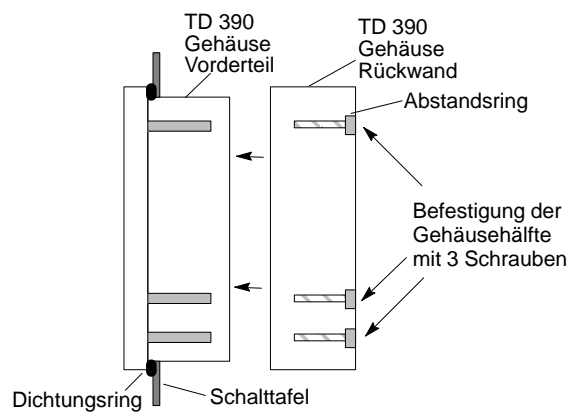 TD 390
Gehäuse
Vorderteil
TD 390
Gehäuse
Rückwand
Abstandsring
Befestigung der
Gehäusehälfte
mit 3 Schrauben
Dichtungsring
Schalttafel